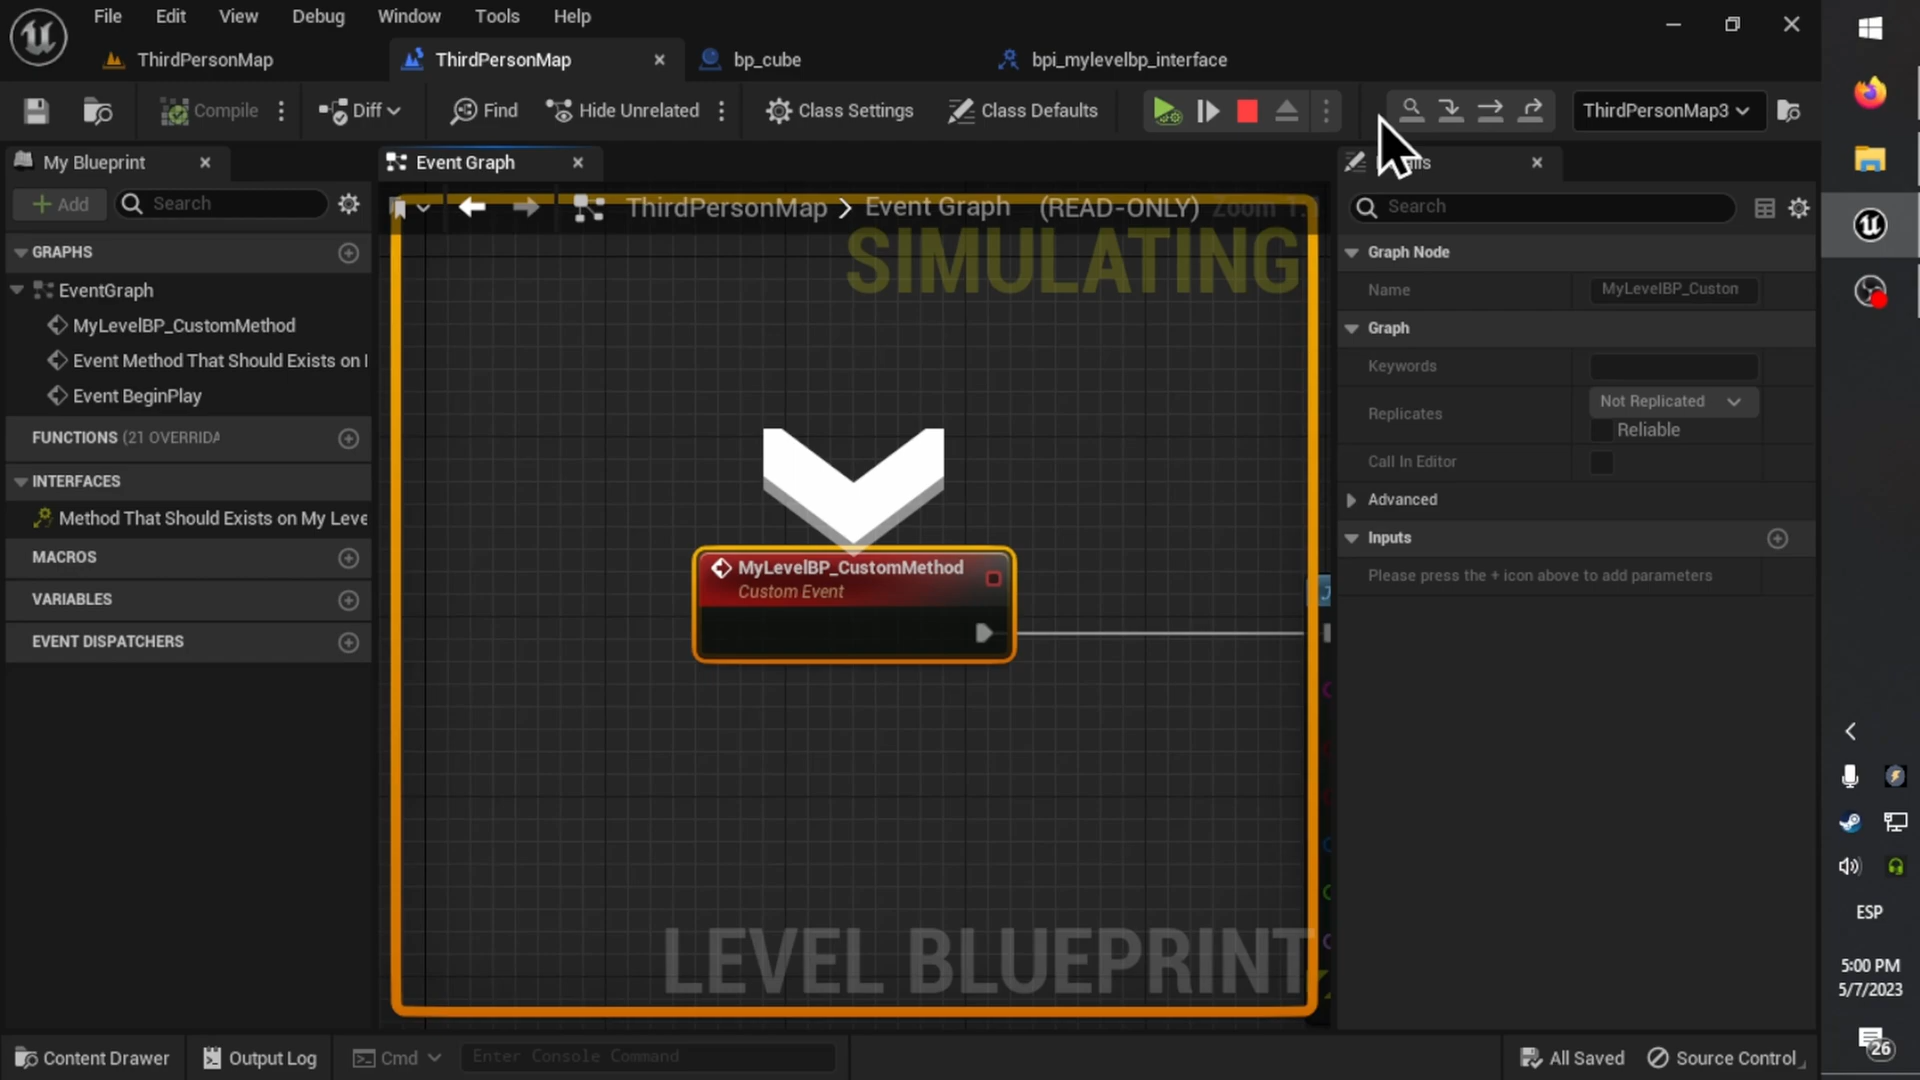 File Edit View Debug Window Tools Help
ThirdPersonMap ThirdPersonMap bp_cube bpi_mylevelbp_interface
Compile Diff Find Hide Unrelated Class Settings Class Defaults ThirdPersonMap3
My Blueprint Event Graph
Add Search
ThirdPersonMap > Event Graph (READ-ONLY) Zoom 1:
SIMULATING
GRAPHS
EventGraph
MyLevelBP_CustomMethod
Event Method That Should Exists on
Event BeginPlay
FUNCTIONS (21 OVERRIDA
INTERFACES
Method That Should Exists on My Leve
MACROS
VARIABLES
EVENT DISPATCHERS
MyLevelBP_CustomMethod
Custom Event
LEVEL BLUEPRINT
Search
Graph Node
Name MyLevelBP_Custon
Graph
Keywords
Replicates Not Replicated
Reliable
Call In Editor
Advanced
Inputs
Please press the + icon above to add parameters
ESP
5:00 PM
5/7/2023
26
Content Drawer Output Log Cmd Enter Console Command All Saved Source Control